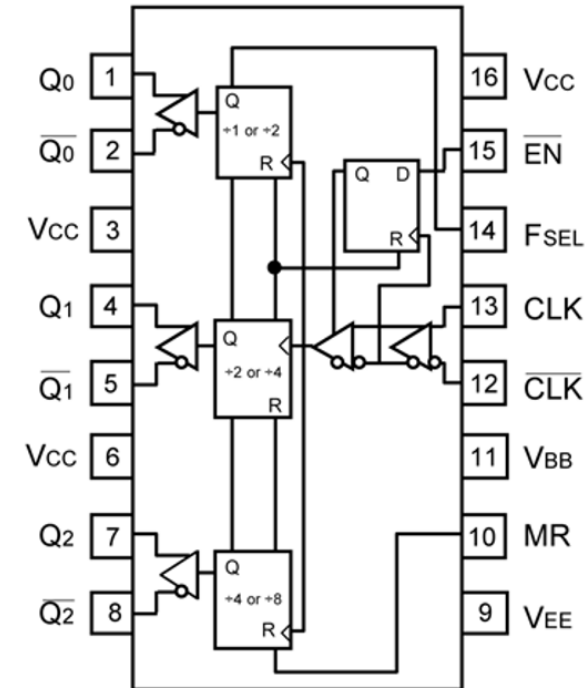 Q0 1
Q0 2
VCC 3
Q1 4
Q1 5
VCC 6
Q2 7
Q2 8
16 VCC
15 EN
14 FSEL
13 CLK
12 CLK
11 VBB
10 MR
9 VEE
Q
÷1 or ÷2
R
Q D
R
Q
÷2 or ÷4
R
Q
÷4 or ÷8
R